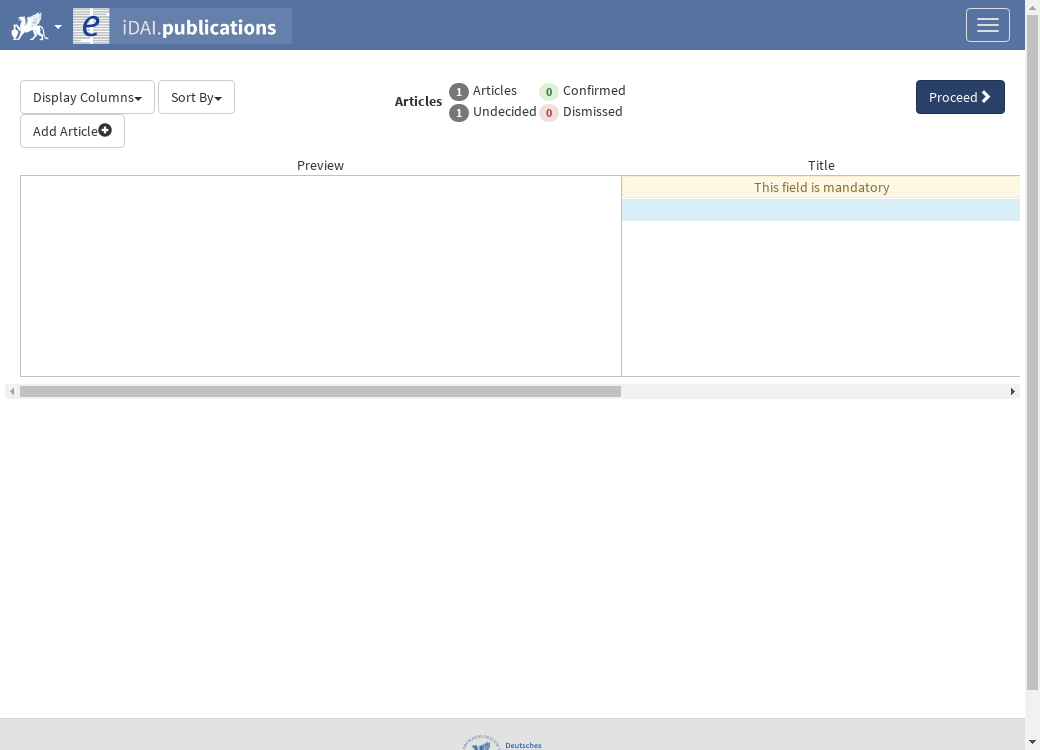 iDAI.publications
Display Columns Sort By
Add Article
Articles
1 Articles 0 Confirmed
1 Undecided 0 Dismissed
Proceed
Preview Title
This field is mandatory
Deutsches